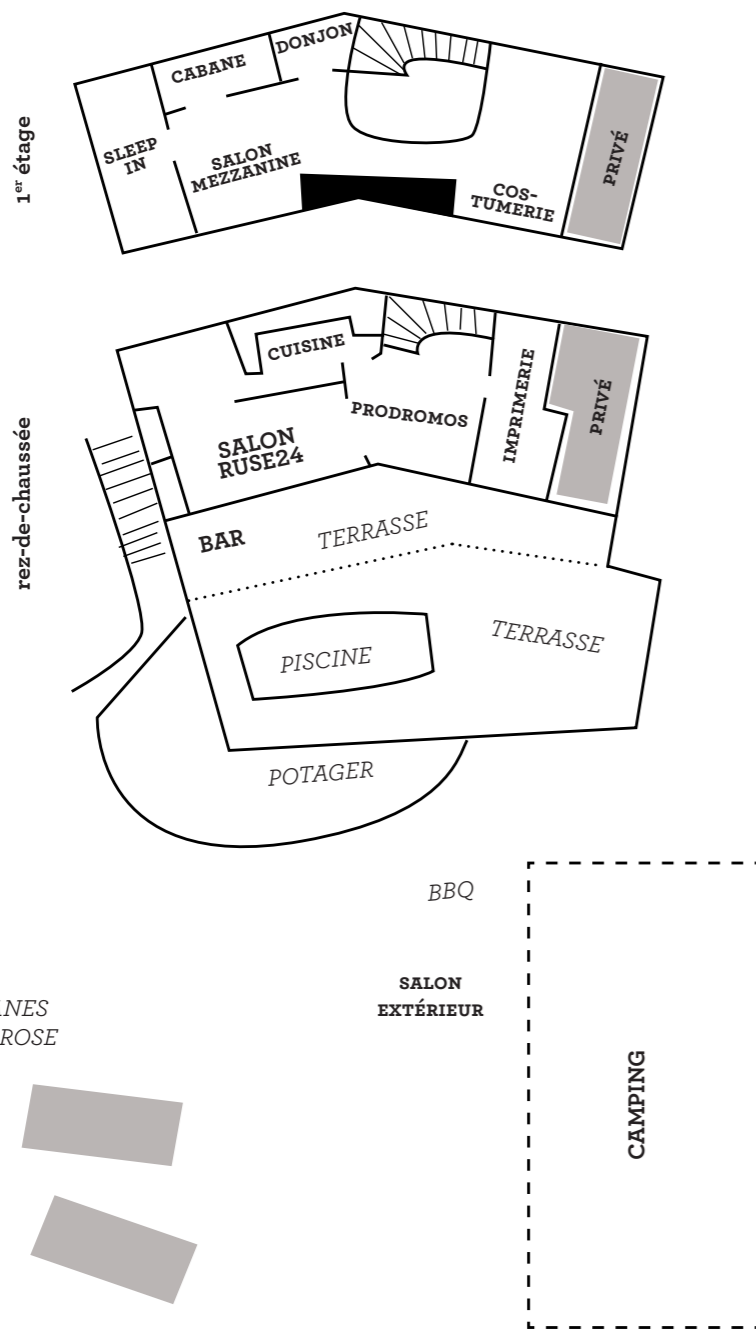 1er étage
DONJON
CABANE
SLEEP
IN
SALON
MEZZANINE
COS-
TUMERIE
PRIVÉ
rez-de-chaussée
CUISINE
PRODROMOS
IMPRIMERIE
PRIVÉ
SALON
RUSE24
BAR
TERRASSE
TERRASSE
PISCINE
POTAGER
BBQ
SALON
EXTÉRIEUR
ROSE
CAMPING